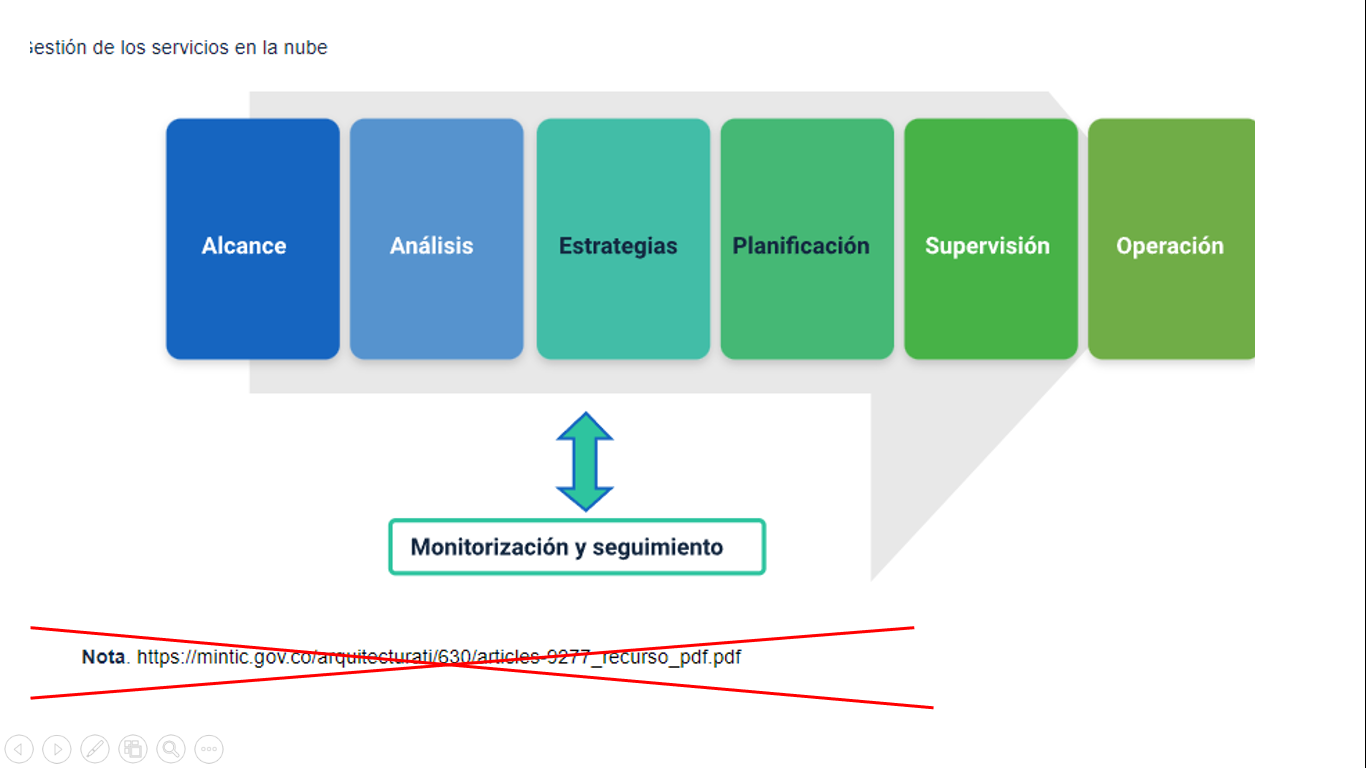 Gestión de los servicios en la nube
Alcance
Análisis
Estrategias
Planificación
Supervisión
Operación
Monitorización y seguimiento
Nota. https://mintic.gov.co/arquitecturati/630/articles-9277_recurso_pdf.pdf